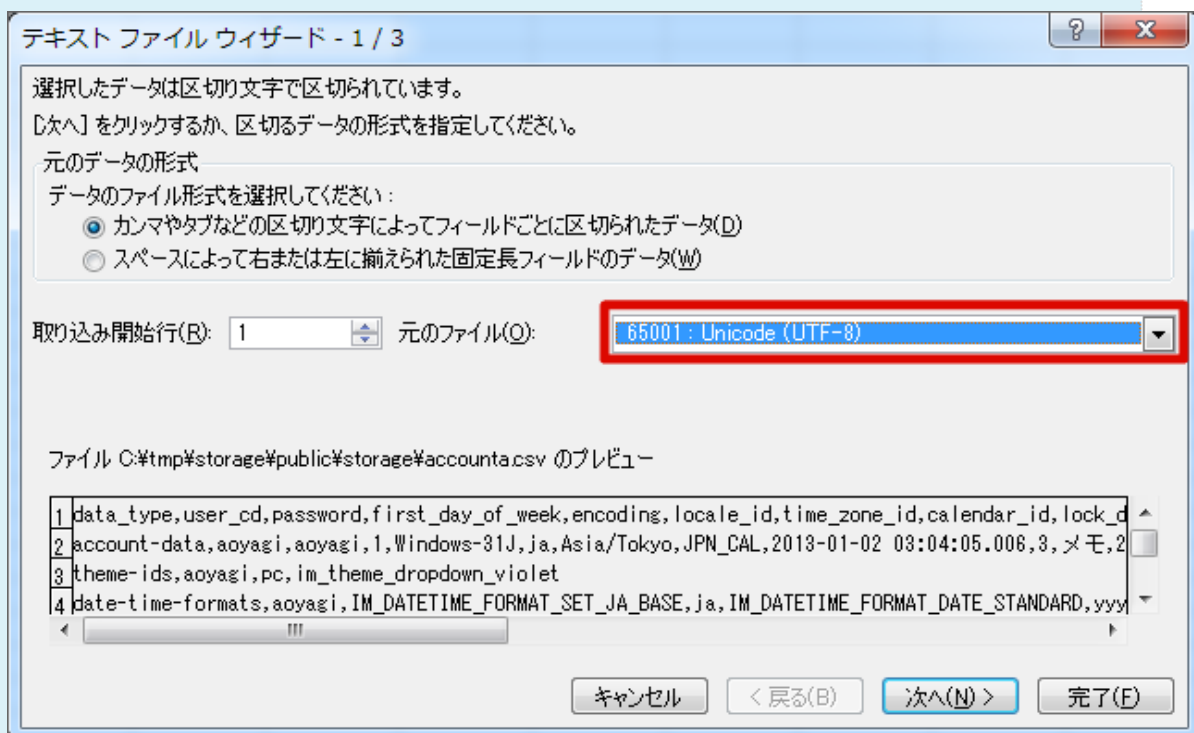 テキスト ファイル ウィザード - 1 / 3
選択したデータは区切り文字で区切られています。
[次へ] をクリックするか、区切るデータの形式を指定してください。
元のデータの形式
データのファイル形式を選択してください：
カンマやタブなどの区切り文字によってフィールドごとに区切られたデータ(D)
スペースによって右または左に揃えられた固定長フィールドのデータ(W)
取り込み開始行(R): 1 元のファイル(O): 65001 : Unicode (UTF-8)
ファイル C:¥tmp¥storage¥public¥storage¥accounta.csv のプレビュー
1 data_type,user_cd,password,first_day_of_week,encoding,locale_id,time_zone_id,calendar_id,lock_d
2 account-data,aoyagi,aoyagi,1,Windows-31J,ja,Asia/Tokyo,JPN_CAL,2013-01-02 03:04:05.006,3,メモ,2
3 theme-ids,aoyagi,pc,im_theme_dropdown_violet
4 date-time-formats,aoyagi,IM_DATETIME_FORMAT_SET_JA_BASE,ja,IM_DATETIME_FORMAT_DATE_STANDARD,yyy
キャンセル < 戻る(B) 次へ(N) > 完了(F)